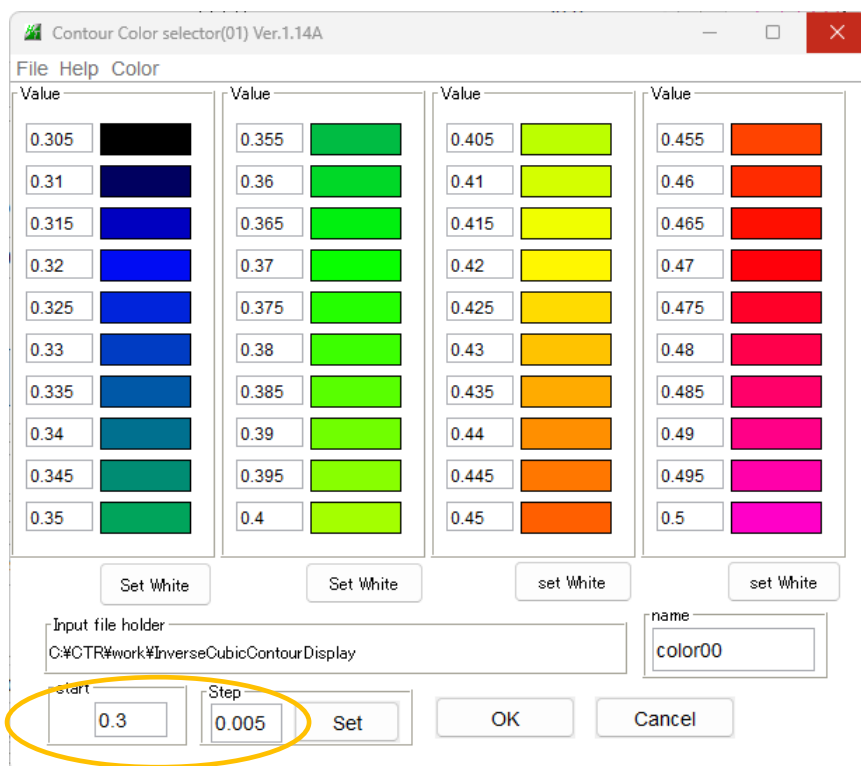 Contour Color selector(01) Ver.1.14A
File Help Color
Value Value Value Value
0.305 0.355 0.405 0.455
0.31 0.36 0.41 0.46
0.315 0.365 0.415 0.465
0.32 0.37 0.42 0.47
0.325 0.375 0.425 0.475
0.33 0.38 0.43 0.48
0.335 0.385 0.435 0.485
0.34 0.39 0.44 0.49
0.345 0.395 0.445 0.495
0.35 0.4 0.45 0.5
Set White Set White set White set White
Input file holder name
C:¥CTR¥work¥InverseCubicContourDisplay color00
start Step
0.3 0.005 Set OK Cancel